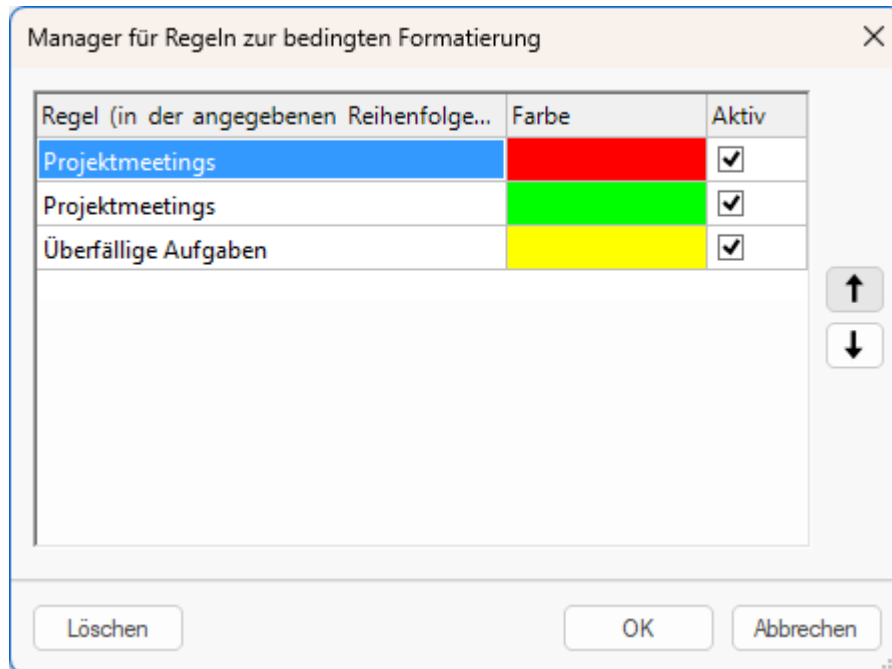 Manager für Regeln zur bedingten Formatierung
Regel (in der angegebenen Reihenfolge... Farbe Aktiv
Projektmeetings
Projektmeetings
Überfällige Aufgaben
Löschen OK Abbrechen